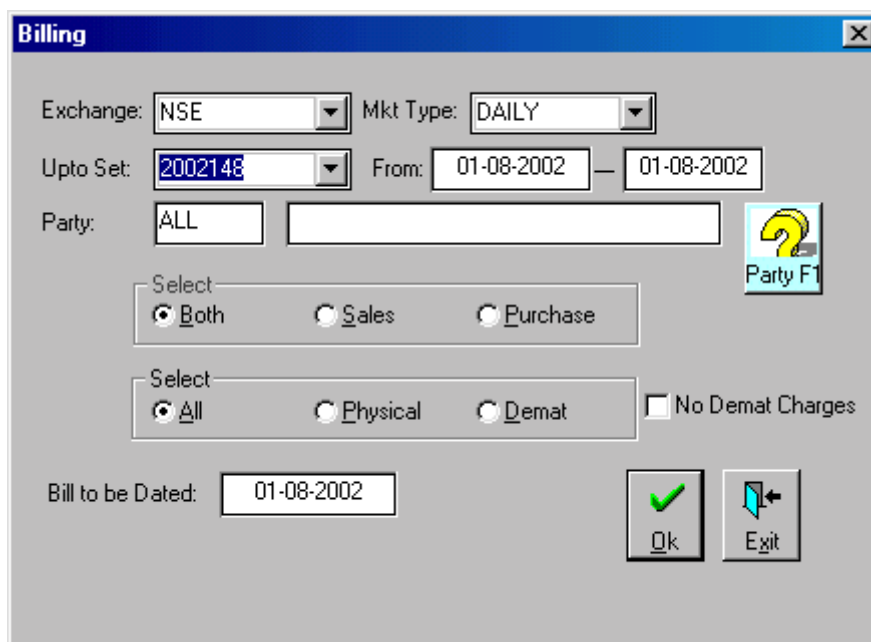 Billing
Exchange: NSE Mkt Type: DAILY
Upto Set: 2002148 From: 01-08-2002 — 01-08-2002
Party: ALL
Party F1
Select
Both Sales Purchase
Select
All Physical Demat No Demat Charges
Bill to be Dated: 01-08-2002
Ok Exit